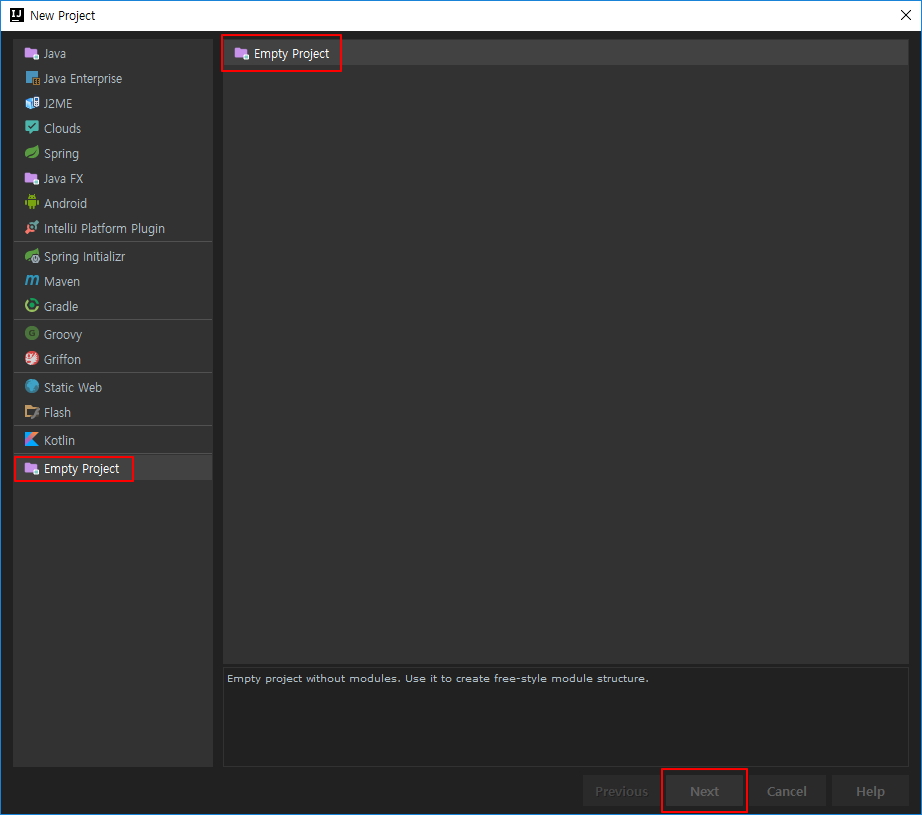 New Project
Java
Java Enterprise
J2ME
Clouds
Spring
Java FX
Android
IntelliJ Platform Plugin
Spring Initializr
Maven
Gradle
Groovy
Griffon
Static Web
Flash
Kotlin
Empty Project
Empty Project
Empty project without modules. Use it to create free-style module structure.
Previous Next Cancel Help